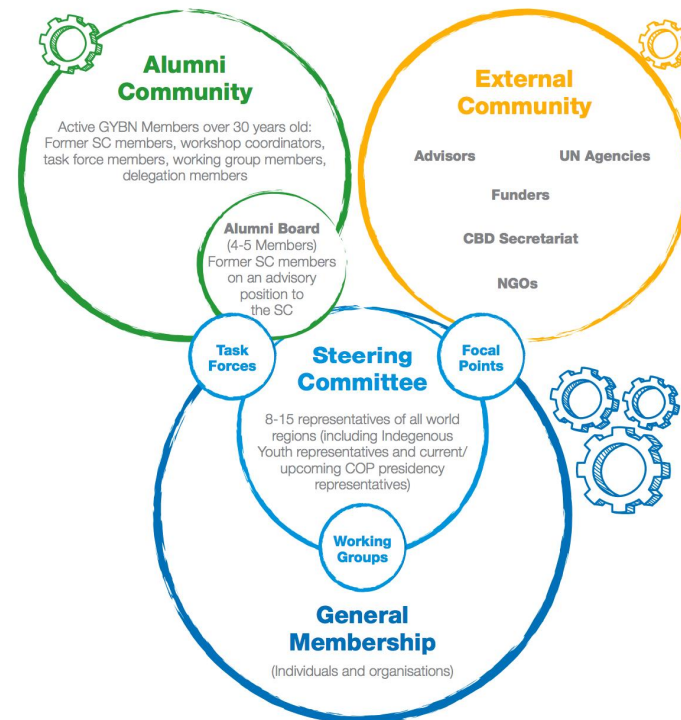 Alumni
Community
Active GYBN Members over 30 years old:
Former SC members, workshop coordinators,
task force members, working group members,
delegation members
Alumni Board
(4-5 Members)
Former SC members
on an advisory
position to
the SC
External
Community
Advisors
UN Agencies
Funders
CBD Secretariat
NGOs
Task
Forces
Steering
Committee
Focal
Points
8-15 representatives of all world
regions (including Indegenous
Youth representatives and current/
upcoming COP presidency
representatives)
Working
Groups
General
Membership
(Individuals and organisations)